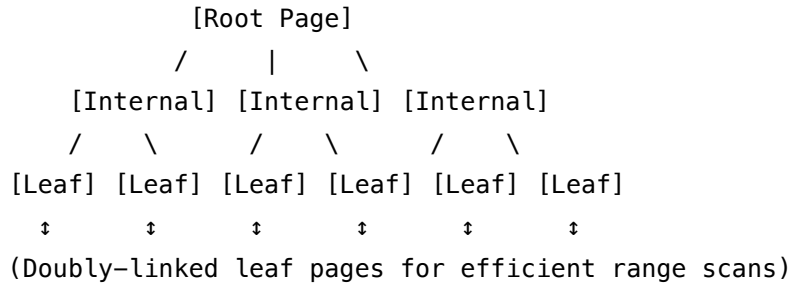 [Root Page]
/ | \
[Internal] [Internal] [Internal]
/ \ / \ / \
[Leaf] [Leaf] [Leaf] [Leaf] [Leaf] [Leaf]
↕ ↕ ↕ ↕ ↕ ↕
(Doubly-linked leaf pages for efficient range scans)